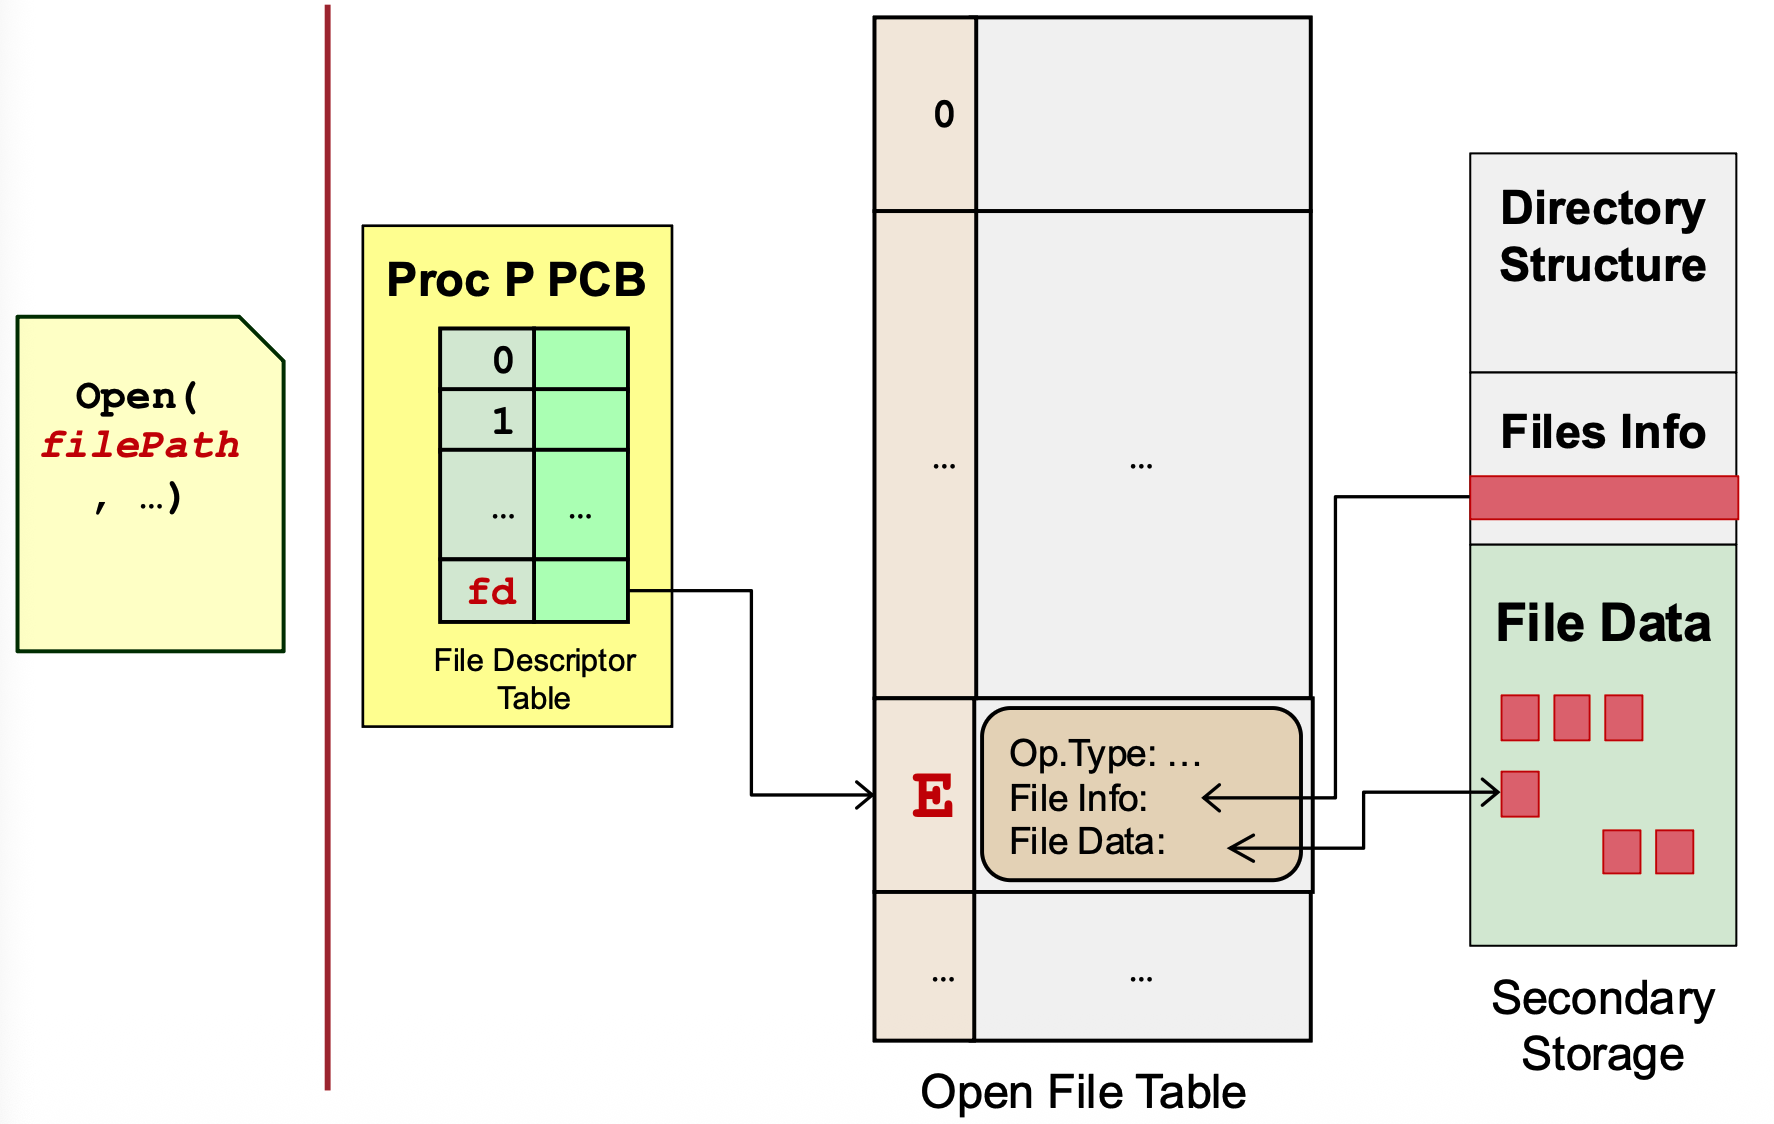 Open(
filePath
, …)
Proc P PCB
0
1
… …
fd
File Descriptor
Table
0
… …
E
Op.Type: …
File Info:
File Data:
… …
Open File Table
Directory
Structure
Files Info
File Data
Secondary
Storage